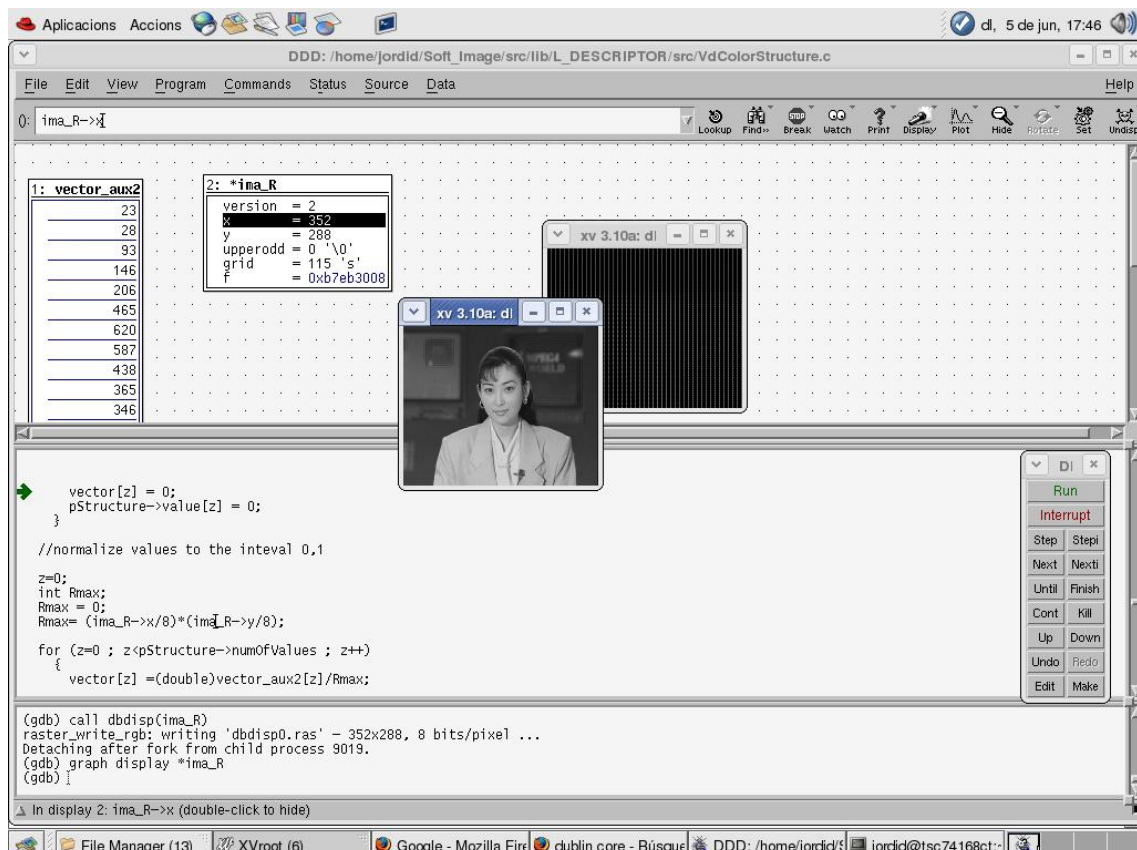 Aplicacions Accions
dl, 5 de jun, 17:46
DDD: /home/jordid/Soft_Image/src/lib/L_DESCRIPTOR/src/VdColorStructure.c
File Edit View Program Commands Status Source Data Help
(): ima_R->x
Lookup Find>> Break Watch Print Display Plot Hide Rotate Set Undisp
1: vector_aux2
23
28
93
146
206
465
620
587
438
365
346
2: *ima_R
version = 2
x = 352
y = 288
upperodd = 0 '\0'
grid = 115 's'
f = 0xb7eb3008
xv 3.10a: di
xv 3.10a: di
MPEG4
WORLD
vector[z] = 0;
pStructure->value[z] = 0;
}
//normalize values to the inteval 0,1
z=0;
int Rmax;
Rmax = 0;
Rmax= (ima_R->x/8)*(ima_R->y/8);
for (z=0 ; z<pStructure->numOfValues ; z++)
{
vector[z] =(double)vector_aux2[z]/Rmax;
DI
Run
Interrupt
Step Stepi
Next Nexti
Until Finish
Cont Kill
Up Down
Undo Redo
Edit Make
(gdb) call dbdisp(ima_R)
raster_write_rgb: writing 'dbdisp0.ras' - 352x288, 8 bits/pixel ...
Detaching after fork from child process 9019.
(gdb) graph display *ima_R
(gdb)
In display 2: ima_R->x (double-click to hide)
File Manager (13) XVroot (6) Google - Mozilla Fire dublin core - Búsque DDD: /home/jordid/S jordid@tsc74168ct:~